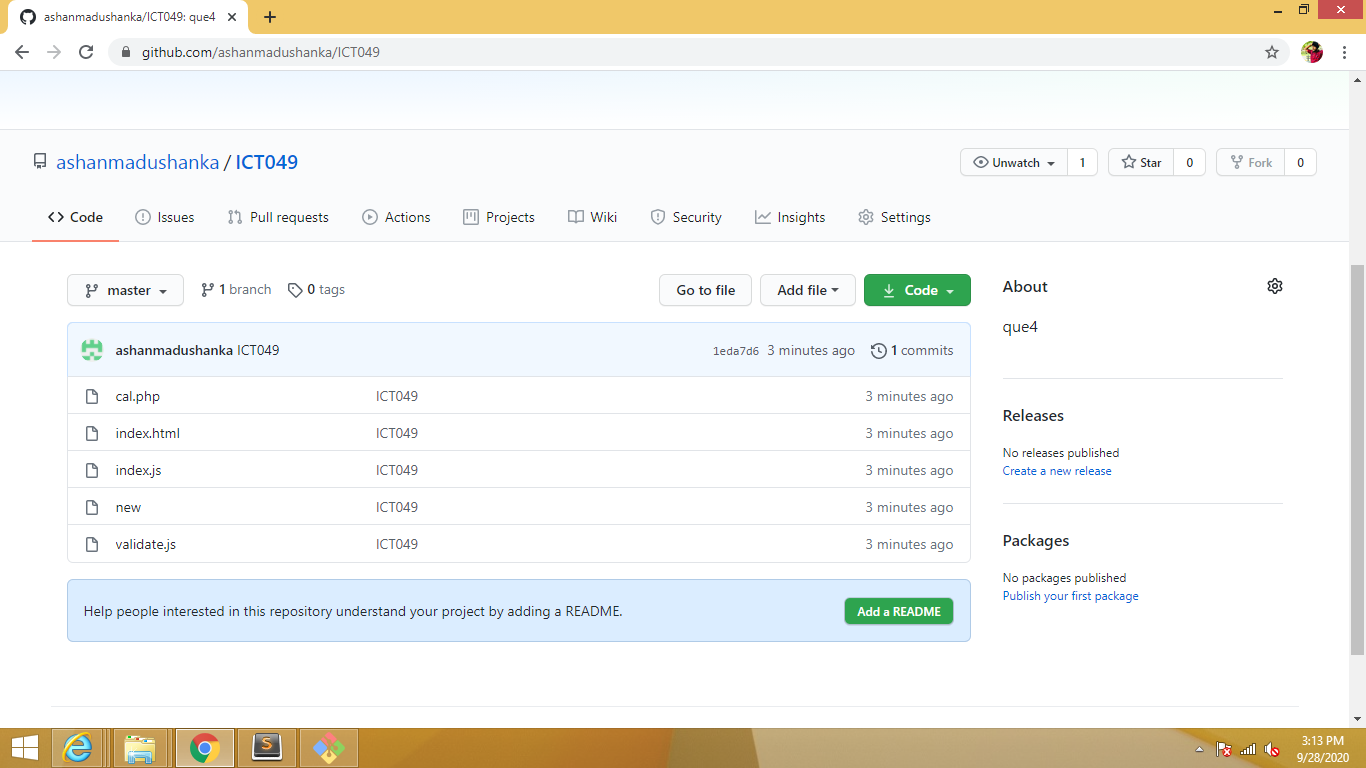 ashanmadushanka/ICT049: que4
github.com/ashanmadushanka/ICT049
ashanmadushanka / ICT049
Unwatch 1 Star 0 Fork 0
Code Issues Pull requests Actions Projects Wiki Security Insights Settings
master 1 branch 0 tags Go to file Add file Code
ashanmadushanka ICT049 1eda7d6 3 minutes ago 1 commits
cal.php ICT049 3 minutes ago
index.html ICT049 3 minutes ago
index.js ICT049 3 minutes ago
new ICT049 3 minutes ago
validate.js ICT049 3 minutes ago
Help people interested in this repository understand your project by adding a README. Add a README
About
que4
Releases
No releases published
Create a new release
Packages
No packages published
Publish your first package
3:13 PM
9/28/2020